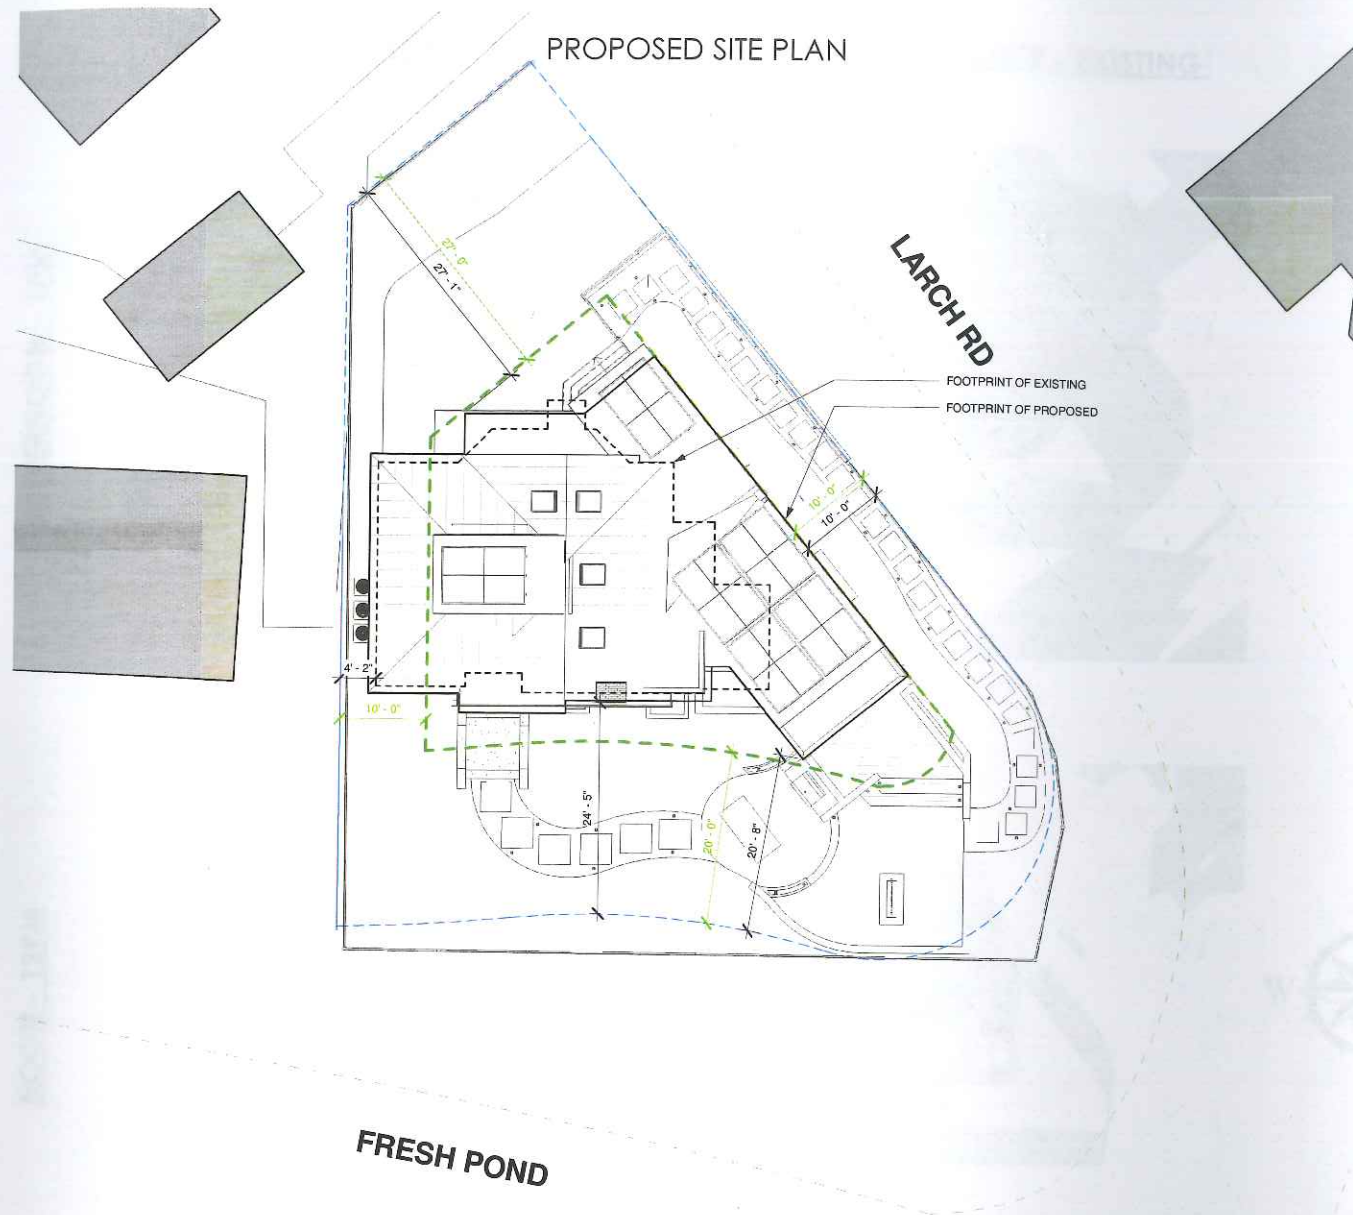 PROPOSED SITE PLAN
LARCH RD
27' - 0"
27' - 1"
FOOTPRINT OF EXISTING
FOOTPRINT OF PROPOSED
10' - 0"
10' - 0"
4' - 2"
10' - 0"
24' - 5"
20' - 0"
20' - 8"
FRESH POND